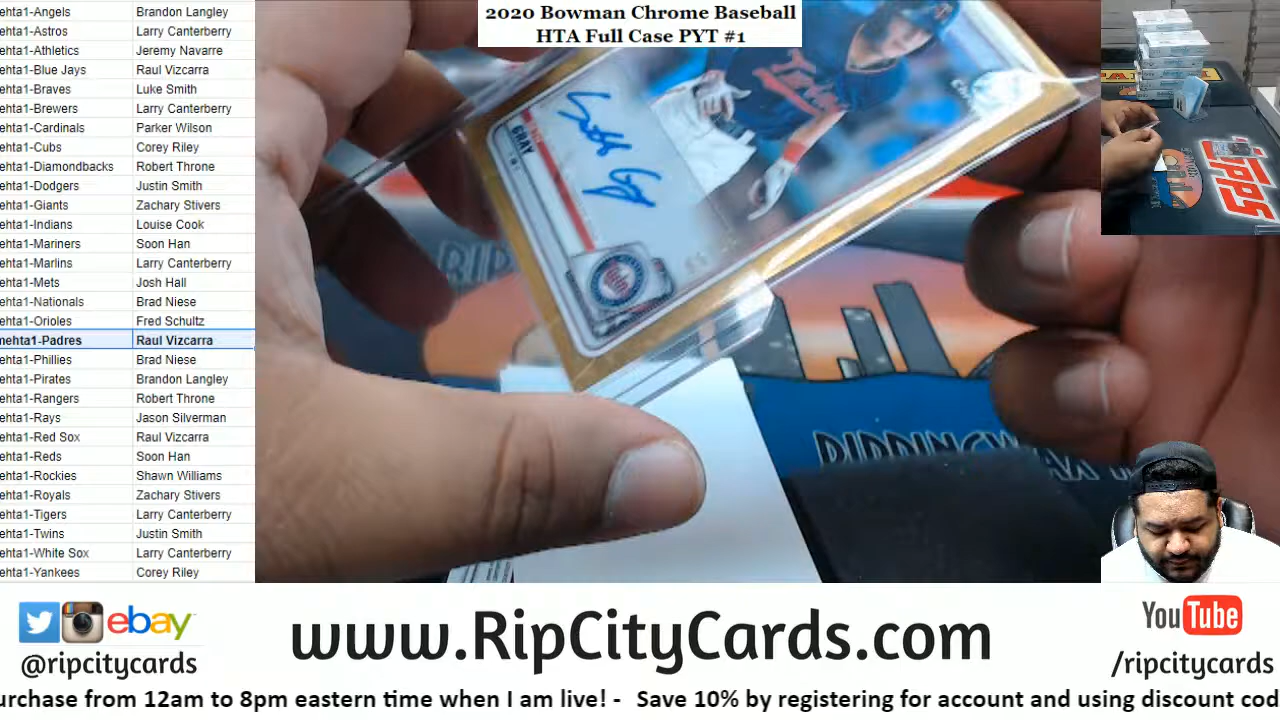 2020 Bowman Chrome Baseball
HTA Full Case PYT #1
ehta1-Angels Brandon Langley
ehta1-Astros Larry Canterberry
ehta1-Athletics Jeremy Navarre
ehta1-Blue Jays Raul Vizcarra
ehta1-Braves Luke Smith
ehta1-Brewers Larry Canterberry
ehta1-Cardinals Parker Wilson
ehta1-Cubs Corey Riley
ehta1-Diamondbacks Robert Throne
ehta1-Dodgers Justin Smith
ehta1-Giants Zachary Stivers
ehta1-Indians Louise Cook
ehta1-Mariners Soon Han
ehta1-Marlins Larry Canterberry
ehta1-Mets Josh Hall
ehta1-Nationals Brad Niese
ehta1-Orioles Fred Schultz
mehta1-Padres Raul Vizcarra
ehta1-Phillies Brad Niese
ehta1-Pirates Brandon Langley
ehta1-Rangers Robert Throne
ehta1-Rays Jason Silverman
ehta1-Red Sox Raul Vizcarra
ehta1-Reds Soon Han
ehta1-Rockies Shawn Williams
ehta1-Royals Zachary Stivers
ehta1-Tigers Larry Canterberry
ehta1-Twins Justin Smith
ehta1-White Sox Larry Canterberry
ehta1-Yankees Corey Riley
GRAY
Twins
Topps
ebay
@ripcitycards
www.RipCityCards.com
YouTube
/ripcitycards
urchase from 12am to 8pm eastern time when I am live! - Save 10% by registering for account and using discount cod